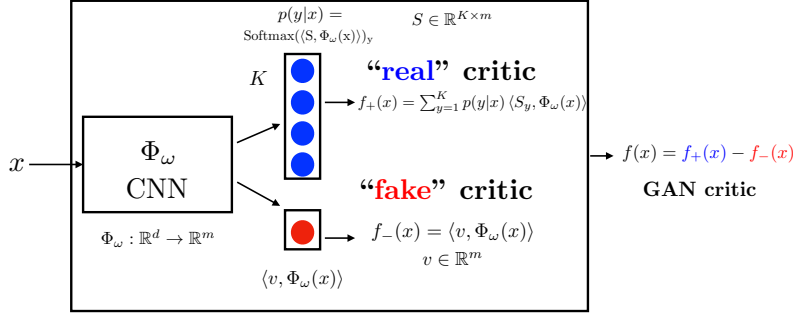 p(y|x) =
Softmax(⟨S, Φ_ω(x)⟩)_y
S ∈ ℝ^{K×m}
K
“real” critic
f_+(x) = ∑_{y=1}^{K} p(y|x) ⟨S_y, Φ_ω(x)⟩
x
Φ_ω
CNN
f(x) = f_+(x) − f_−(x)
GAN critic
“fake” critic
Φ_ω : ℝ^d → ℝ^m
f_−(x) = ⟨v, Φ_ω(x)⟩
v ∈ ℝ^m
⟨v, Φ_ω(x)⟩